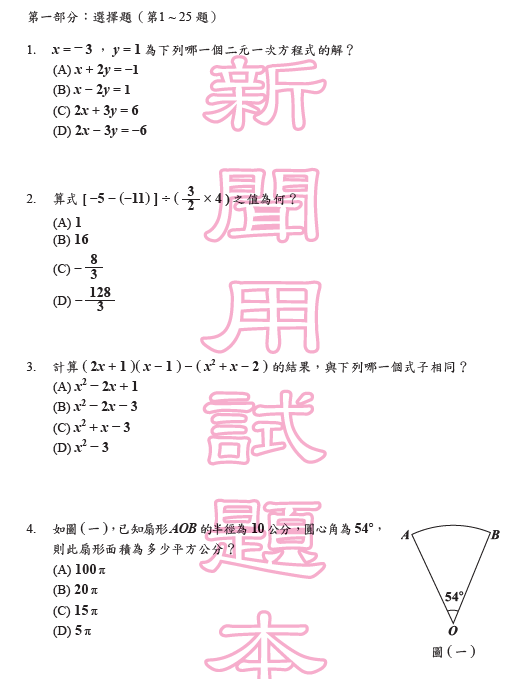 第一部分：選擇題（第1～25 題）
1. x = − 3 ， y = 1 為下列哪一個二元一次方程式的解？
(A) x + 2y = −1
(B) x − 2y = 1
(C) 2x + 3y = 6
(D) 2x − 3y = −6
2. 算式 [ −5 − (−11) ] ÷ ( 3/2 × 4 ) 之值為何？
(A) 1
(B) 16
(C) − 8/3
(D) − 128/3
3. 計算 ( 2x + 1 )( x − 1 ) − ( x² + x − 2 ) 的結果，與下列哪一個式子相同？
(A) x² − 2x + 1
(B) x² − 2x − 3
(C) x² + x − 3
(D) x² − 3
4. 如圖(一)，已知扇形AOB 的半徑為 10 公分，圓心角為 54°，
則此扇形面積為多少平方公分？
(A) 100π
(B) 20π
(C) 15π
(D) 5π
A B
54°
O
圖(一)
新聞用試題本